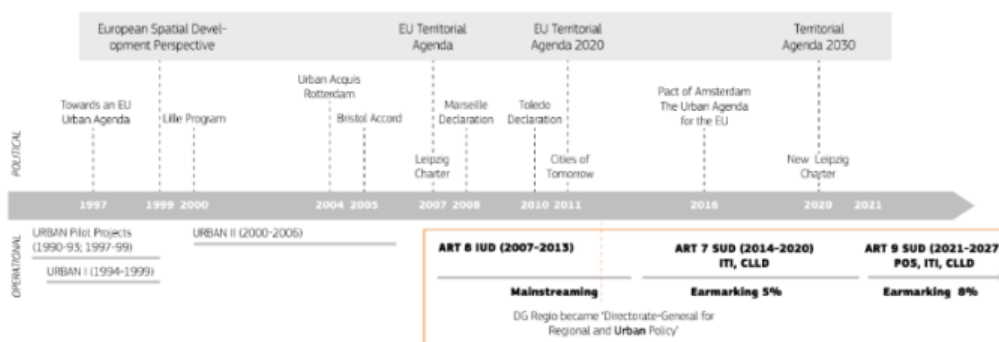 European Spatial Devel-
opment Perspective
EU Territorial
Agenda
EU Territorial
Agenda 2020
Territorial
Agenda 2030
Towards an EU
Urban Agenda
Lille Program
Urban Acquis
Rotterdam
Bristol Accord
Marseille
Declaration
Toledo
Declaration
Pact of Amsterdam
The Urban Agenda
for the EU
Leipzig
Charter
Cities of
Tomorrow
New Leipzig
Charter
POLITICAL
1997 1999 2000 2004 2005 2007 2008 2010 2011 2016 2020 2021
OPERATIONAL
URBAN Pilot Projects
(1990-93; 1997-99)
URBAN I (1994-1999)
URBAN II (2000-2006)
ART 8 IUD (2007-2013)
Mainstreaming
ART 7 SUD (2014-2020)
ITI, CLLD
Earmarking 5%
ART 9 SUD (2021-2027
PO5, ITI, CLLD
Earmarking 8%
DG Regio became 'Directorate-General for
Regional and Urban Policy'